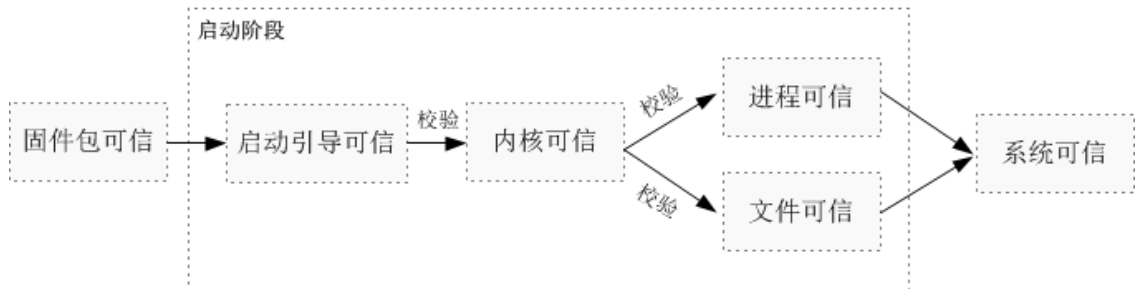 启动阶段
固件包可信
启动引导可信
校验
内核可信
校验
进程可信
校验
文件可信
系统可信